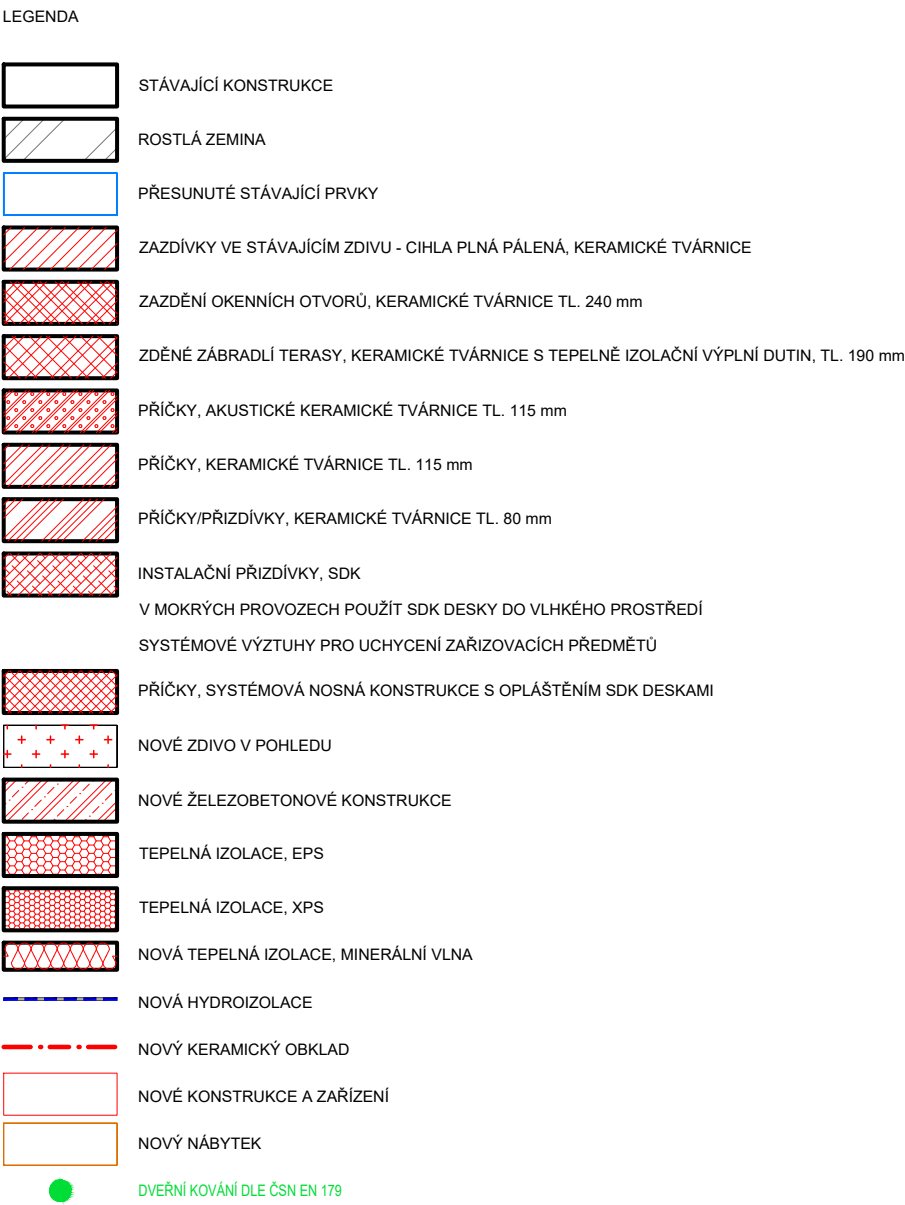 LEGENDA
STÁVAJÍCÍ KONSTRUKCE
ROSTLÁ ZEMINA
PŘESUNUTÉ STÁVAJÍCÍ PRVKY
ZAZDÍVKY VE STÁVAJÍCÍM ZDIVU - CIHLA PLNÁ PÁLENÁ, KERAMICKÉ TVÁRNICE
ZAZDĚNÍ OKENNÍCH OTVORŮ, KERAMICKÉ TVÁRNICE TL. 240 mm
ZDĚNÉ ZÁBRADLÍ TERASY, KERAMICKÉ TVÁRNICE S TEPELNĚ IZOLAČNÍ VÝPLNÍ DUTIN, TL. 190 mm
PŘÍČKY, AKUSTICKÉ KERAMICKÉ TVÁRNICE TL. 115 mm
PŘÍČKY, KERAMICKÉ TVÁRNICE TL. 115 mm
PŘÍČKY/PŘIZDÍVKY, KERAMICKÉ TVÁRNICE TL. 80 mm
INSTALAČNÍ PŘIZDÍVKY, SDK
V MOKRÝCH PROVOZECH POUŽÍT SDK DESKY DO VLHKÉHO PROSTŘEDÍ
SYSTÉMOVÉ VÝZTUHY PRO UCHYCENÍ ZAŘIZOVACÍCH PŘEDMĚTŮ
PŘÍČKY, SYSTÉMOVÁ NOSNÁ KONSTRUKCE S OPLÁŠTĚNÍM SDK DESKAMI
NOVÉ ZDIVO V POHLEDU
NOVÉ ŽELEZOBETONOVÉ KONSTRUKCE
TEPELNÁ IZOLACE, EPS
TEPELNÁ IZOLACE, XPS
NOVÁ TEPELNÁ IZOLACE, MINERÁLNÍ VLNA
NOVÁ HYDROIZOLACE
NOVÝ KERAMICKÝ OBKLAD
NOVÉ KONSTRUKCE A ZAŘÍZENÍ
NOVÝ NÁBYTEK
DVEŘNÍ KOVÁNÍ DLE ČSN EN 179